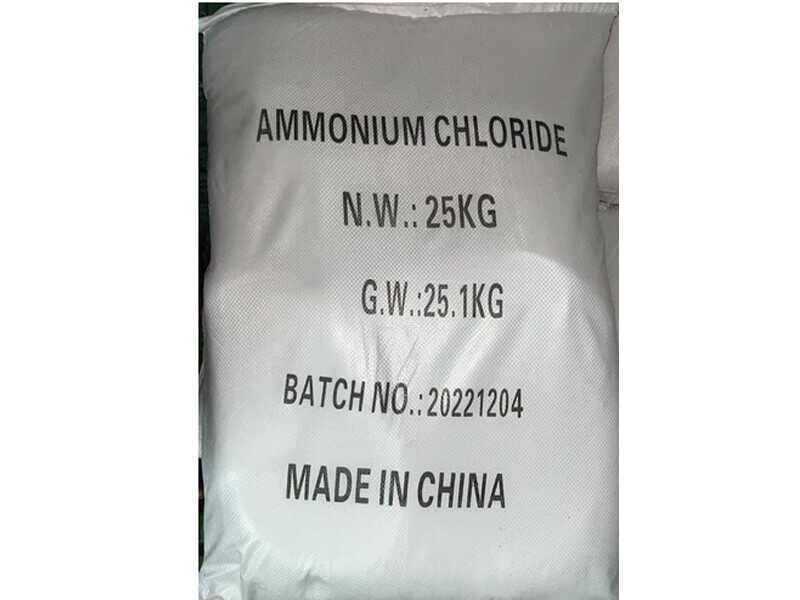 AMMONIUM CHLORIDE
N.W.: 25KG
G.W.:25.1KG
BATCH NO.:20221204
MADE IN CHINA